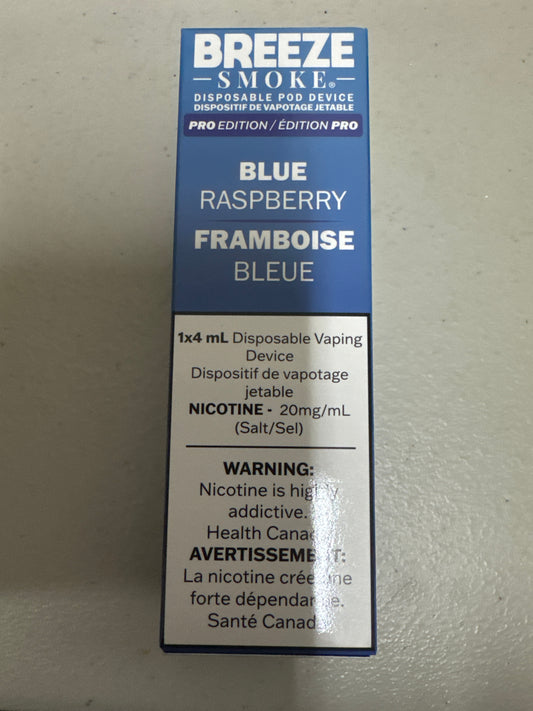 BREEZE
SMOKE®
DISPOSABLE POD DEVICE
DISPOSITIF DE VAPOTAGE JETABLE
PRO EDITION / ÉDITION PRO
BLUE
RASPBERRY
FRAMBOISE
BLEUE
1x4 mL Disposable Vaping
Device
Dispositif de vapotage
jetable
NICOTINE - 20mg/mL
(Salt/Sel)
WARNING:
Nicotine is highly
addictive.
Health Canada
AVERTISSEMENT:
La nicotine crée une
forte dépendance.
Santé Canada